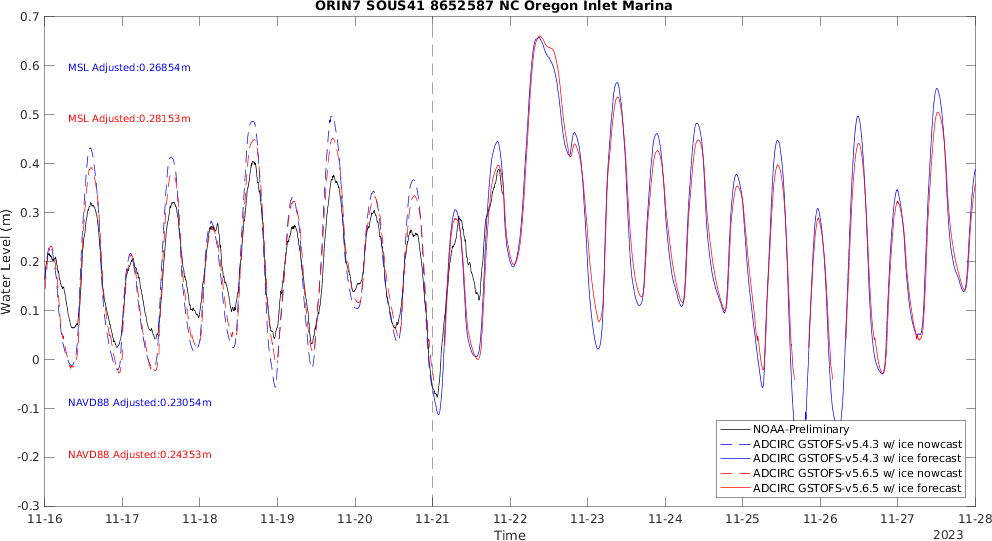 ORIN7 SOUS41 8652587 NC Oregon Inlet Marina
0.7
0.6
0.5
0.4
0.3
0.2
0.1
0
-0.1
-0.2
-0.3
Water Level (m)
MSL Adjusted:0.26854m
MSL Adjusted:0.28153m
NAVD88 Adjusted:0.23054m
NAVD88 Adjusted:0.24353m
NOAA-Preliminary
ADCIRC GSTOFS-v5.4.3 w/ ice nowcast
ADCIRC GSTOFS-v5.4.3 w/ ice forecast
ADCIRC GSTOFS-v5.6.5 w/ ice nowcast
ADCIRC GSTOFS-v5.6.5 w/ ice forecast
11-16 11-17 11-18 11-19 11-20 11-21 11-22 11-23 11-24 11-25 11-26 11-27 11-28
Time
2023